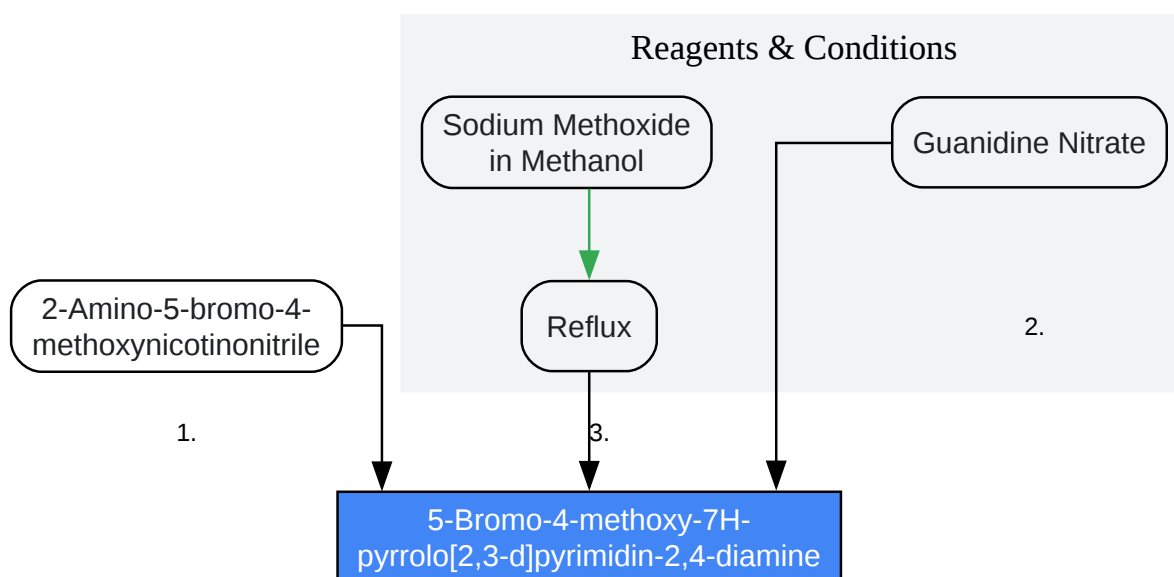 Reagents & Conditions
Sodium Methoxide
in Methanol
Guanidine Nitrate
2-Amino-5-bromo-4-
methoxynicotinonitrile
Reflux
2.
1.
3.
5-Bromo-4-methoxy-7H-
pyrrolo[2,3-d]pyrimidin-2,4-diamine